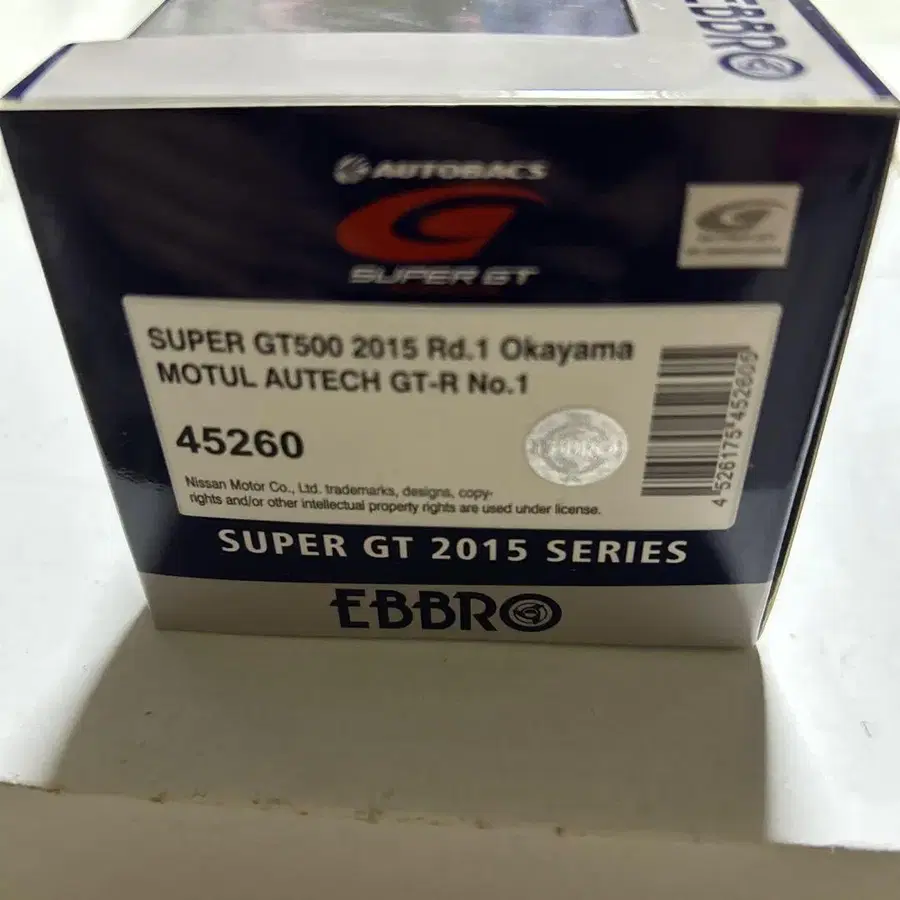 EBBRO
AUTOBACS
SUPER GT
SUPER GT500 2015 Rd.1 Okayama
MOTUL AUTECH GT-R No.1
45260
4 526175 452605
Nissan Motor Co., Ltd. trademarks, designs, copy-
rights and/or other intellectual property rights are used under license.
SUPER GT 2015 SERIES
EBBRO